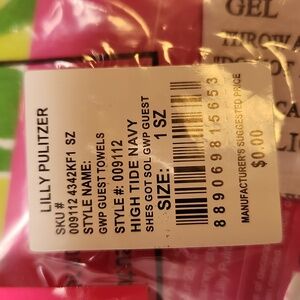 LILLY PULITZER
SKU #
009112 4342KF1 SZ
STYLE NAME:
GWP GUEST TOWELS
STYLE #: 009112
HIGH TIDE NAVY
SHES GOT SOL GWP GUEST
SIZE: 1 SZ
889069815653
MANUFACTURER'S SUGGESTED PRICE
$0.00
GEL
THROW A